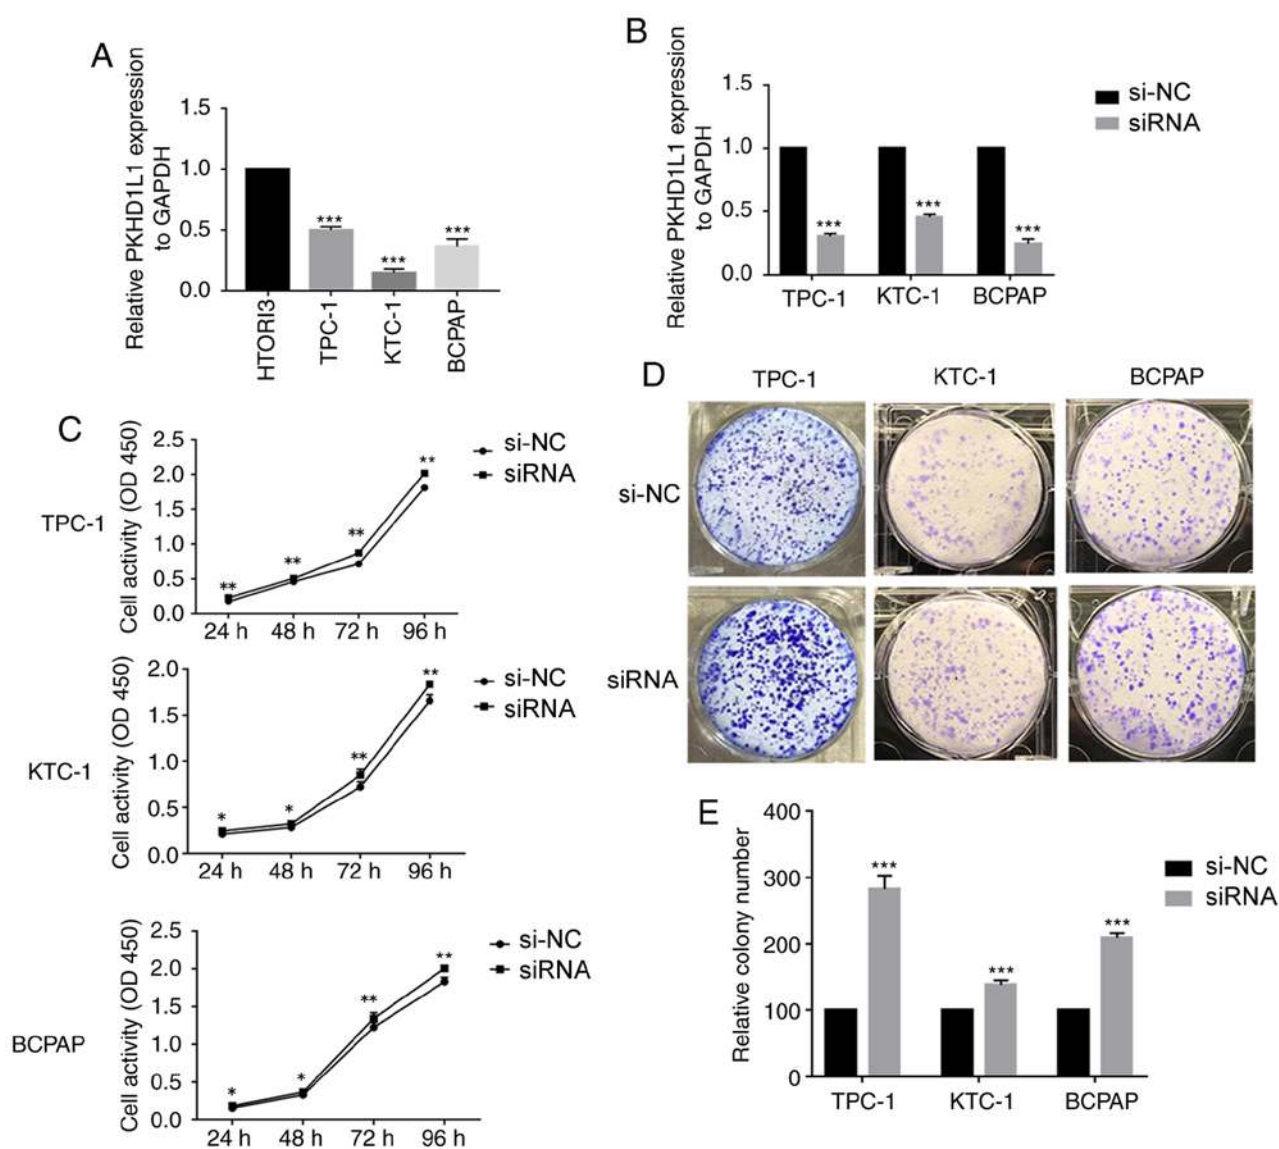 A
Relative PKHD1L1 expression
to GAPDH
1.5
1.0
0.5
0.0
***
***
***
HTORI3
TPC-1
KTC-1
BCPAP
B
Relative PKHD1L1 expression
to GAPDH
1.5
1.0
0.5
0.0
***
***
***
TPC-1
KTC-1
BCPAP
si-NC
siRNA
C
TPC-1
Cell activity (OD 450)
2.5
2.0
1.5
1.0
0.5
0.0
**
**
**
**
24 h 48 h 72 h 96 h
si-NC
siRNA
KTC-1
Cell activity (OD 450)
2.0
1.5
1.0
0.5
0.0
*
*
**
**
24 h 48 h 72 h 96 h
si-NC
siRNA
BCPAP
Cell activity (OD 450)
2.5
2.0
1.5
1.0
0.5
0.0
*
*
**
**
24 h 48 h 72 h 96 h
si-NC
siRNA
D
TPC-1
KTC-1
BCPAP
si-NC
siRNA
E
Relative colony number
400
300
200
100
0
***
***
***
TPC-1
KTC-1
BCPAP
si-NC
siRNA